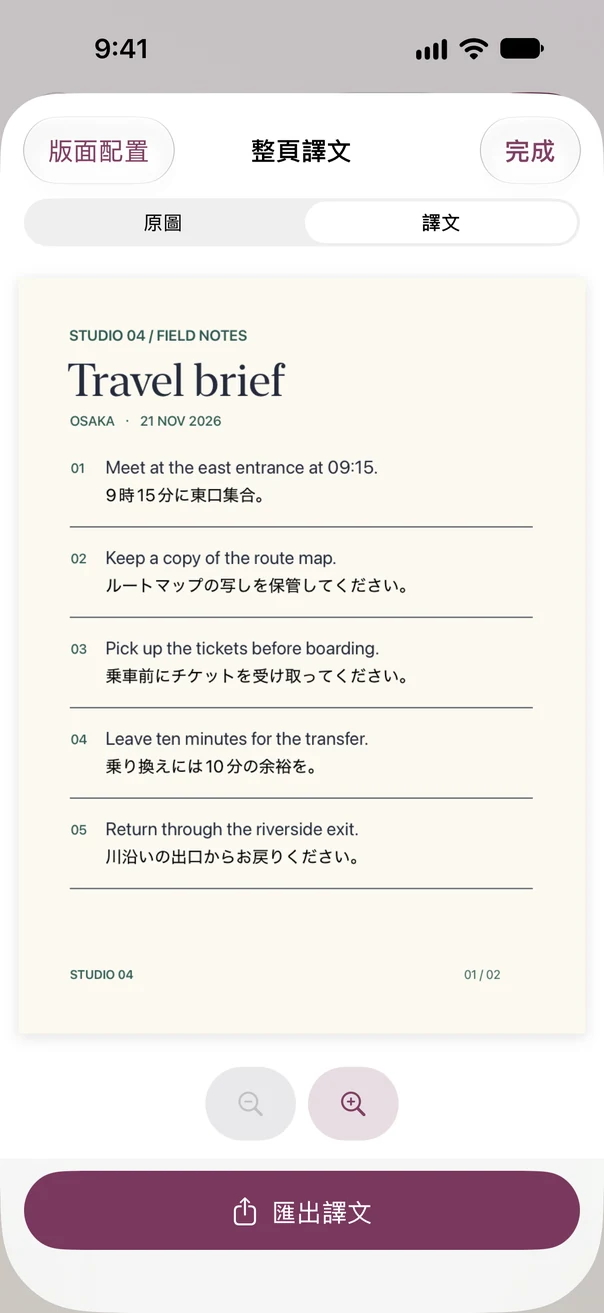 9:41
版面配置
整頁譯文
完成
原圖
譯文
STUDIO 04 / FIELD NOTES
Travel brief
OSAKA · 21 NOV 2026
01 Meet at the east entrance at 09:15.
9時15分に東口集合。
02 Keep a copy of the route map.
ルートマップの写しを保管してください。
03 Pick up the tickets before boarding.
乗車前にチケットを受け取ってください。
04 Leave ten minutes for the transfer.
乗り換えには10分の余裕を。
05 Return through the riverside exit.
川沿いの出口からお戻りください。
STUDIO 04
01 / 02
匯出譯文